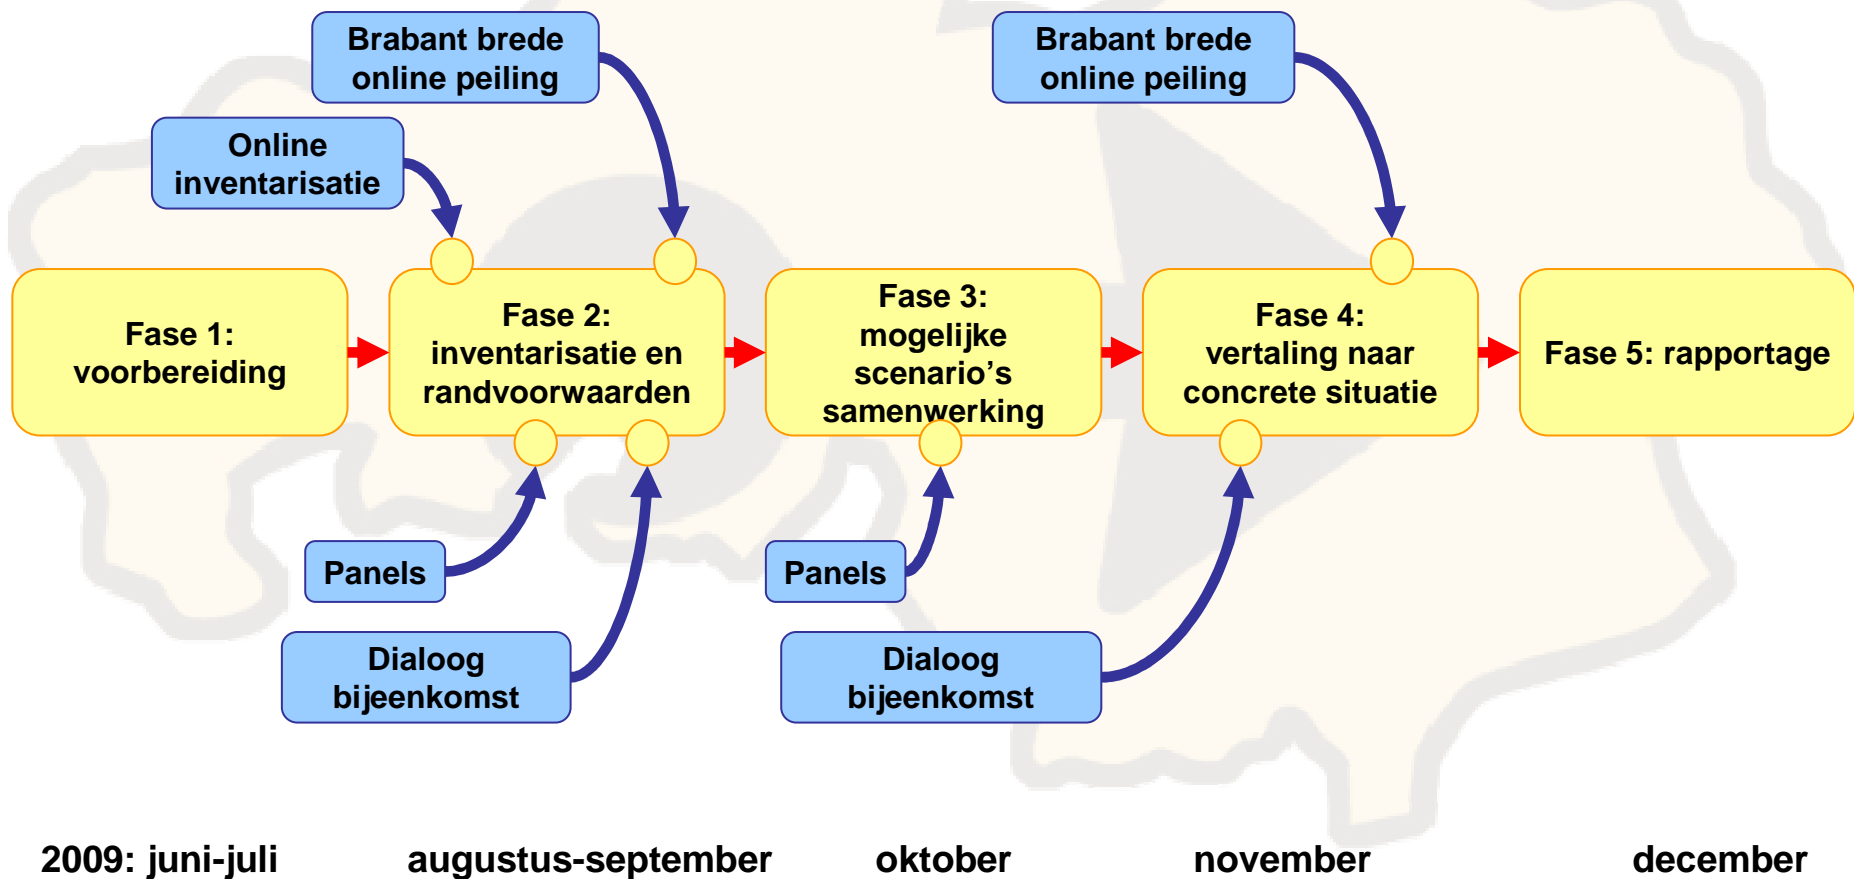 Brabant brede
online peiling
Brabant brede
online peiling
Online
inventarisatie
Fase 1:
voorbereiding
Fase 2:
inventarisatie en
randvoorwaarden
Fase 3:
mogelijke
scenario’s
samenwerking
Fase 4:
vertaling naar
concrete situatie
Fase 5: rapportage
Panels
Panels
Dialoog
bijeenkomst
Dialoog
bijeenkomst
2009: juni-juli
augustus-september
oktober
november
december